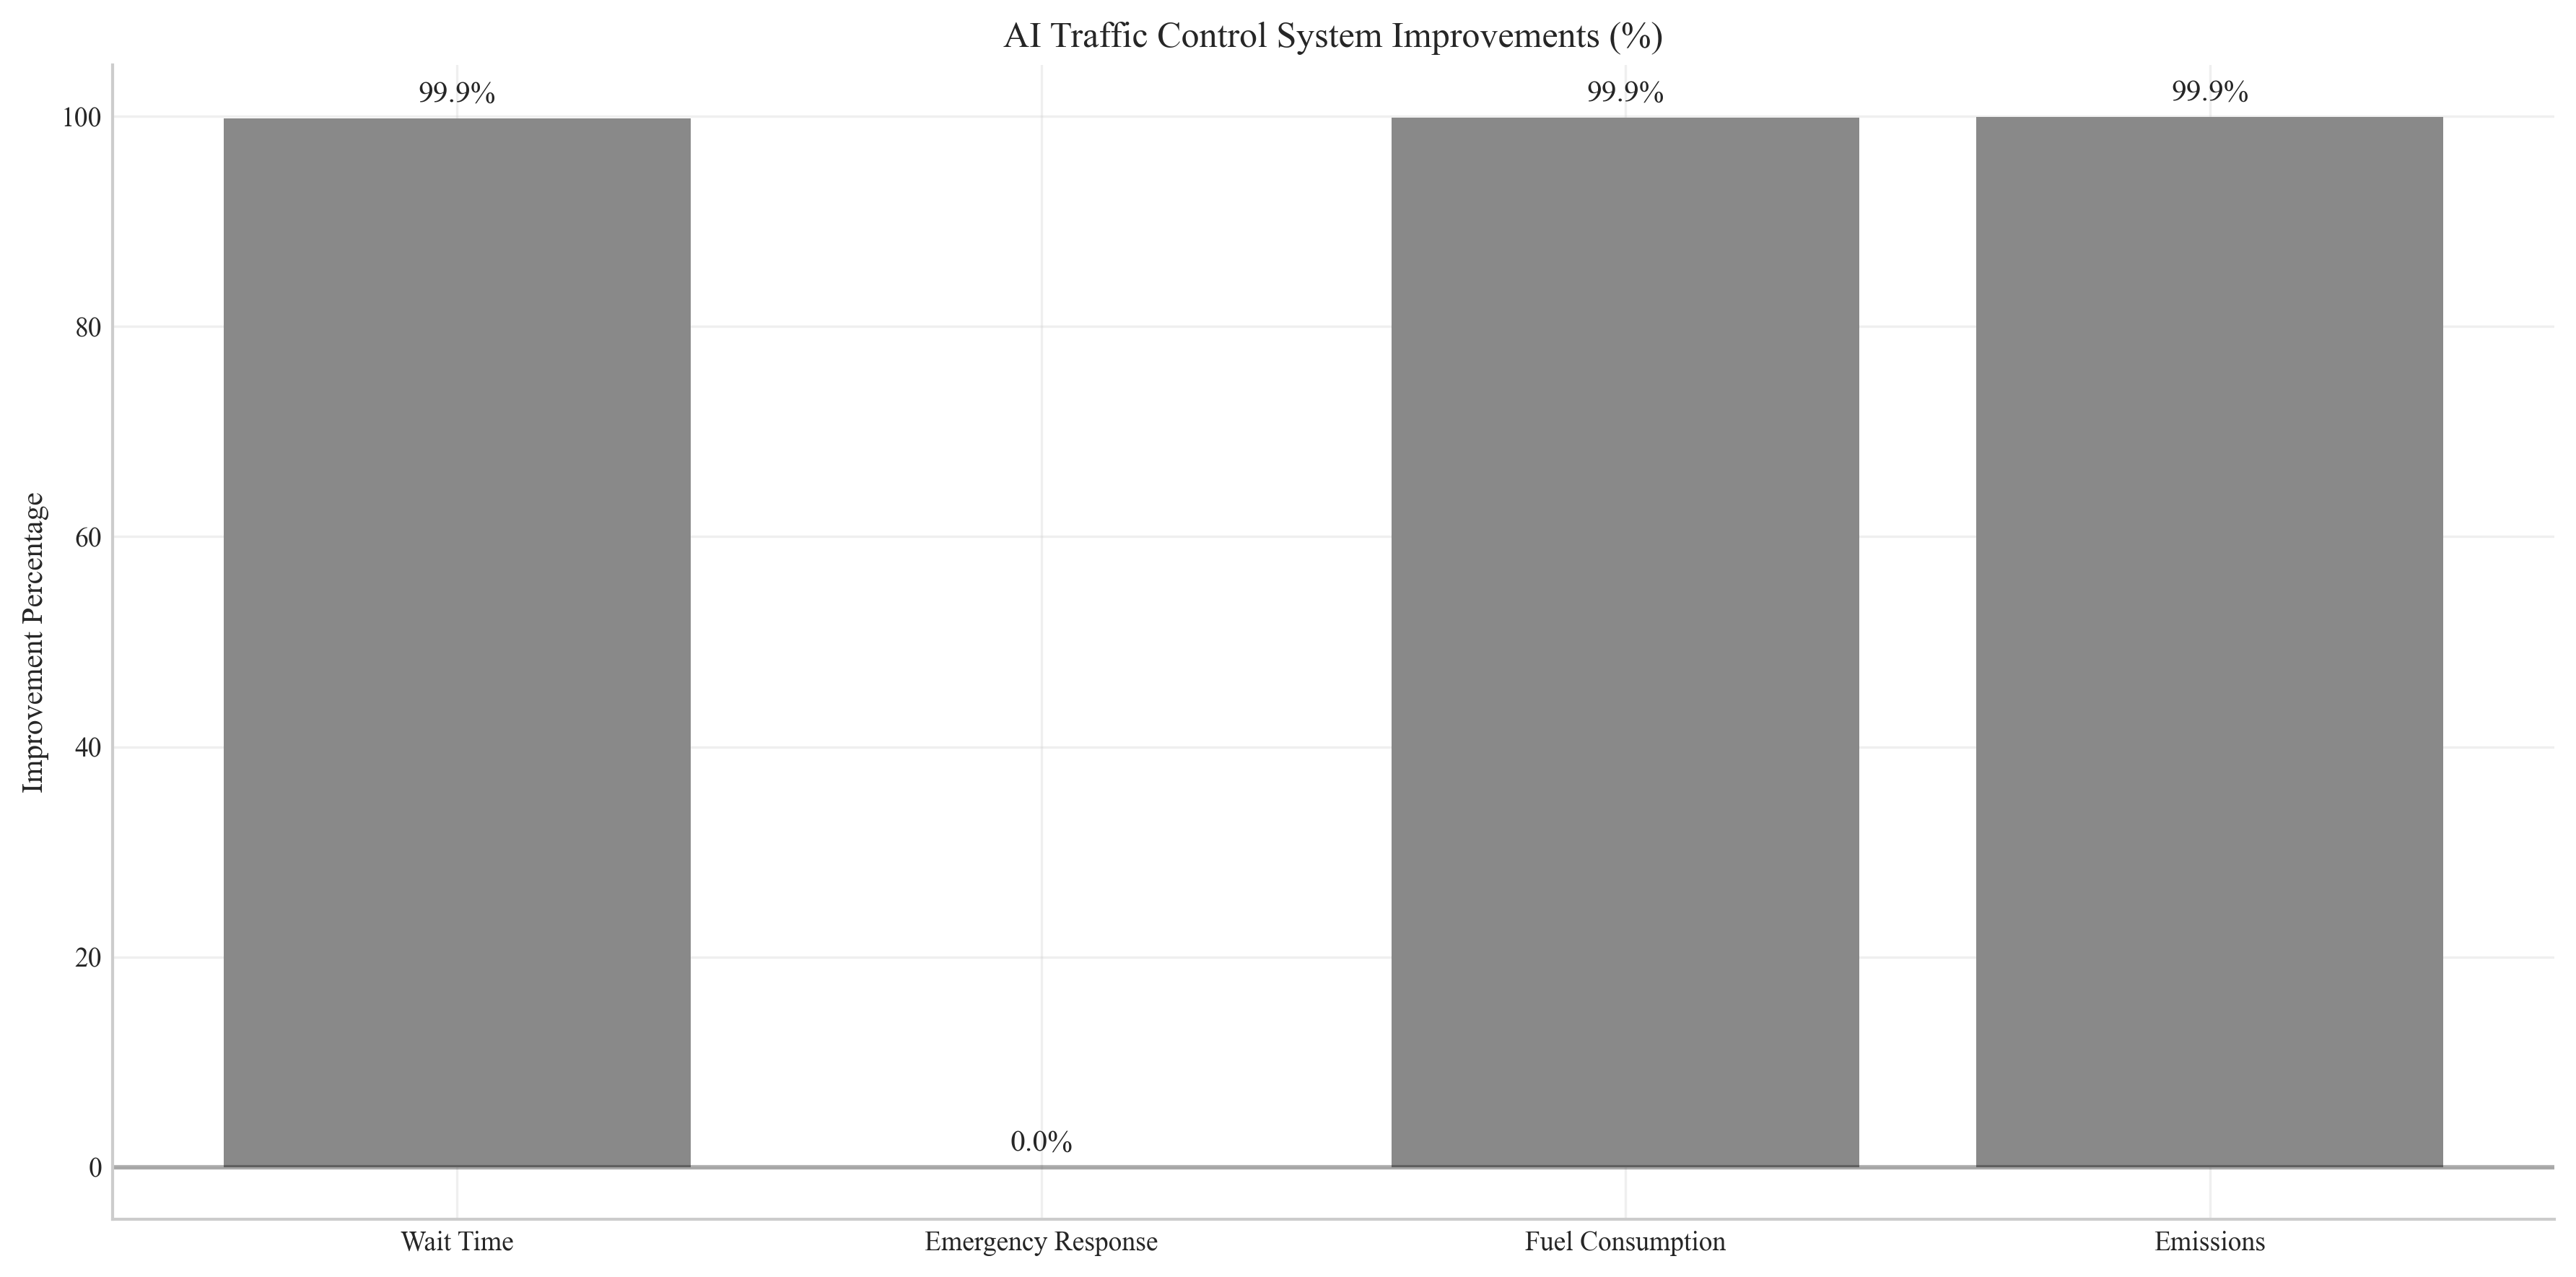 AI Traffic Control System Improvements (%)
99.9%
99.9%
99.9%
100
80
60
40
20
0
Improvement Percentage
0.0%
Wait Time
Emergency Response
Fuel Consumption
Emissions